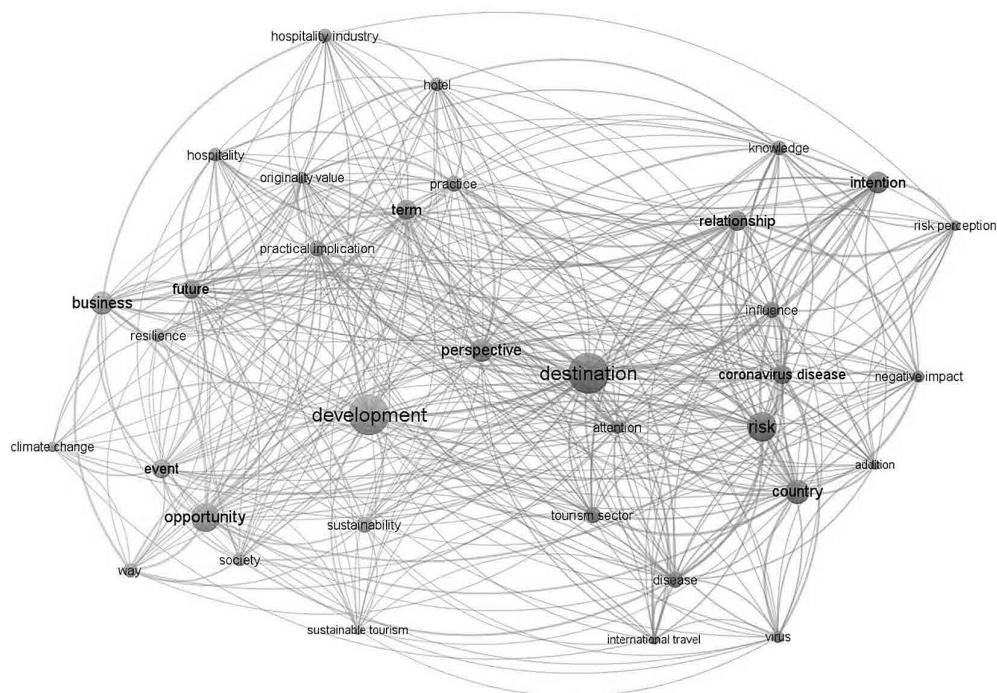 hospitality industry
hotel
hospitality
knowledge
originality value
practice
intention
term
relationship
risk perception
practical implication
future
business
influence
resilience
perspective
destination
coronavirus disease
negative impact
development
attention
risk
climate change
event
addition
country
opportunity
sustainability
tourism sector
society
way
disease
sustainable tourism
international travel
virus